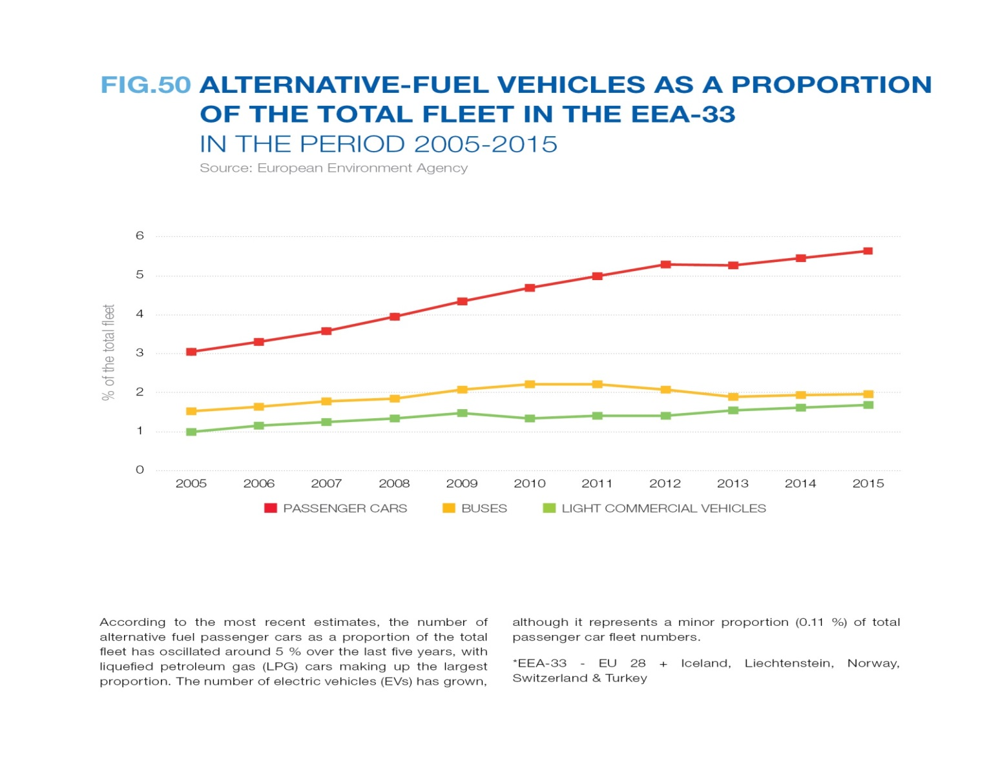 FIG.50 ALTERNATIVE-FUEL VEHICLES AS A PROPORTION
OF THE TOTAL FLEET IN THE EEA-33
IN THE PERIOD 2005-2015
Source: European Environment Agency
% of the total fleet
6
5
4
3
2
1
0
2005 2006 2007 2008 2009 2010 2011 2012 2013 2014 2015
PASSENGER CARS BUSES LIGHT COMMERCIAL VEHICLES
According to the most recent estimates, the number of
alternative fuel passenger cars as a proportion of the total
fleet has oscillated around 5 % over the last five years, with
liquefied petroleum gas (LPG) cars making up the largest
proportion. The number of electric vehicles (EVs) has grown,
although it represents a minor proportion (0.11 %) of total
passenger car fleet numbers.
*EEA-33 - EU 28 + Iceland, Liechtenstein, Norway,
Switzerland & Turkey